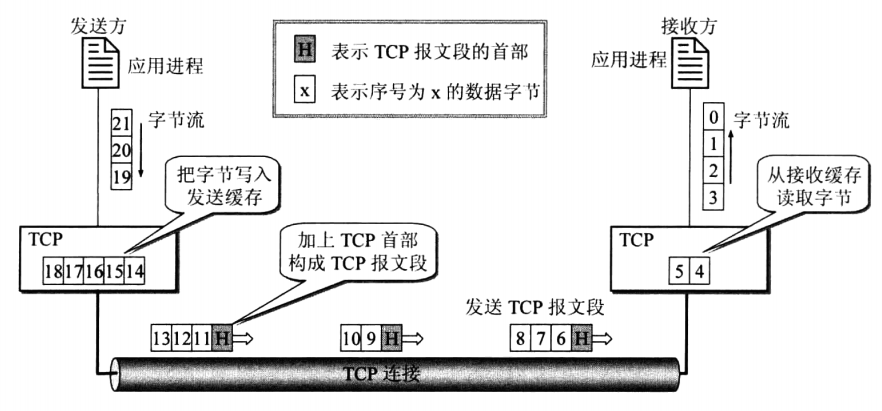 发送方
接收方
应用进程
H 表示 TCP 报文段的首部
x 表示序号为 x 的数据字节
应用进程
21
20
19
字节流
0
1
2
3
字节流
把字节写入
发送缓存
从接收缓存
读取字节
TCP
18 17 16 15 14
加上 TCP 首部
构成 TCP 报文段
TCP
5 4
发送 TCP 报文段
13 12 11 H
10 9 H
8 7 6 H
TCP 连接